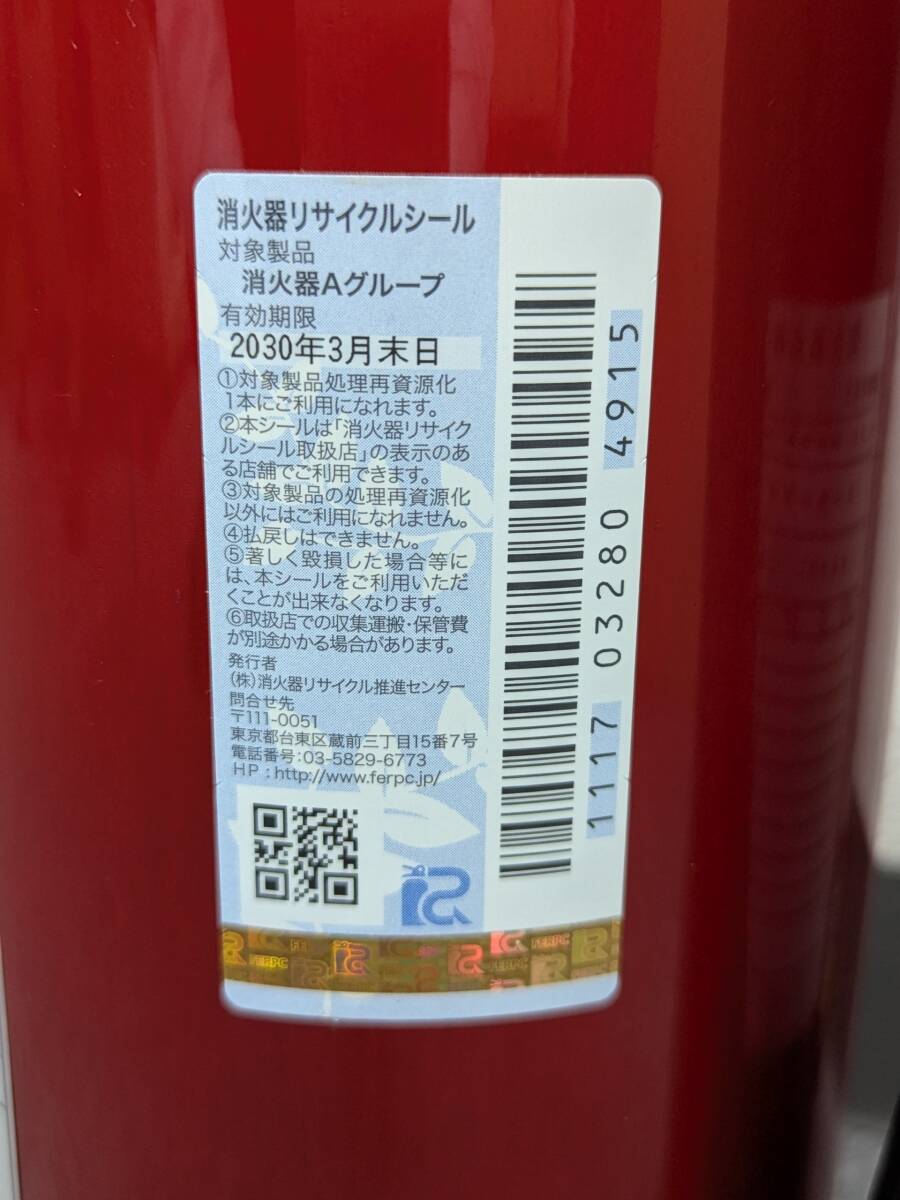 消火器リサイクルシール
対象製品
消火器Aグループ
有効期限
2030年3月末日
①対象製品処理再資源化
1本にご利用になれます。
②本シールは「消火器リサイク
ルシール取扱店」の表示のあ
る店舗でご利用できます。
③対象製品の処理再資源化
以外にはご利用になれません。
④払戻しはできません。
⑤著しく毀損した場合等に
は、本シールをご利用いただ
くことが出来なくなります。
⑥取扱店での収集運搬・保管費
が別途かかる場合があります。
発行者
(株)消火器リサイクル推進センター
問合せ先
〒111-0051
東京都台東区蔵前三丁目15番7号
電話番号:03-5829-6773
HP:http://www.ferpc.jp/
1117 03280 4915
FERPC
FERPC